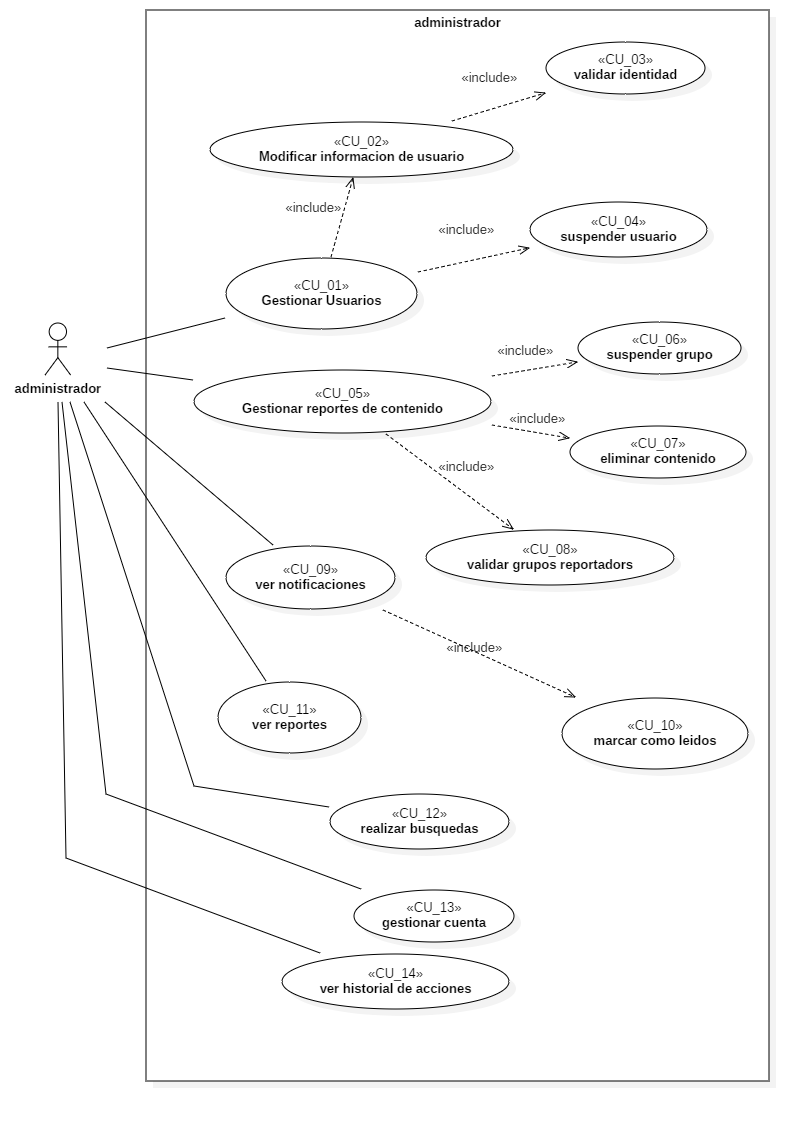 administrador
«CU_03»
validar identidad
«include»
«CU_02»
Modificar informacion de usuario
«include»
«CU_04»
suspender usuario
«include»
«CU_01»
Gestionar Usuarios
«CU_06»
suspender grupo
«include»
administrador
«CU_05»
Gestionar reportes de contenido
«include»
«CU_07»
eliminar contenido
«include»
«CU_08»
validar grupos reportadors
«CU_09»
ver notificaciones
«include»
«CU_11»
ver reportes
«CU_10»
marcar como leidos
«CU_12»
realizar busquedas
«CU_13»
gestionar cuenta
«CU_14»
ver historial de acciones